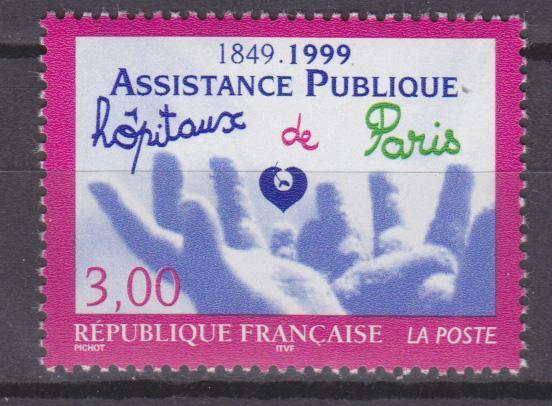 1849.1999
ASSISTANCE PUBLIQUE
hôpitaux de Paris
3,00
RÉPUBLIQUE FRANÇAISE LA POSTE
PICHOT ITVF